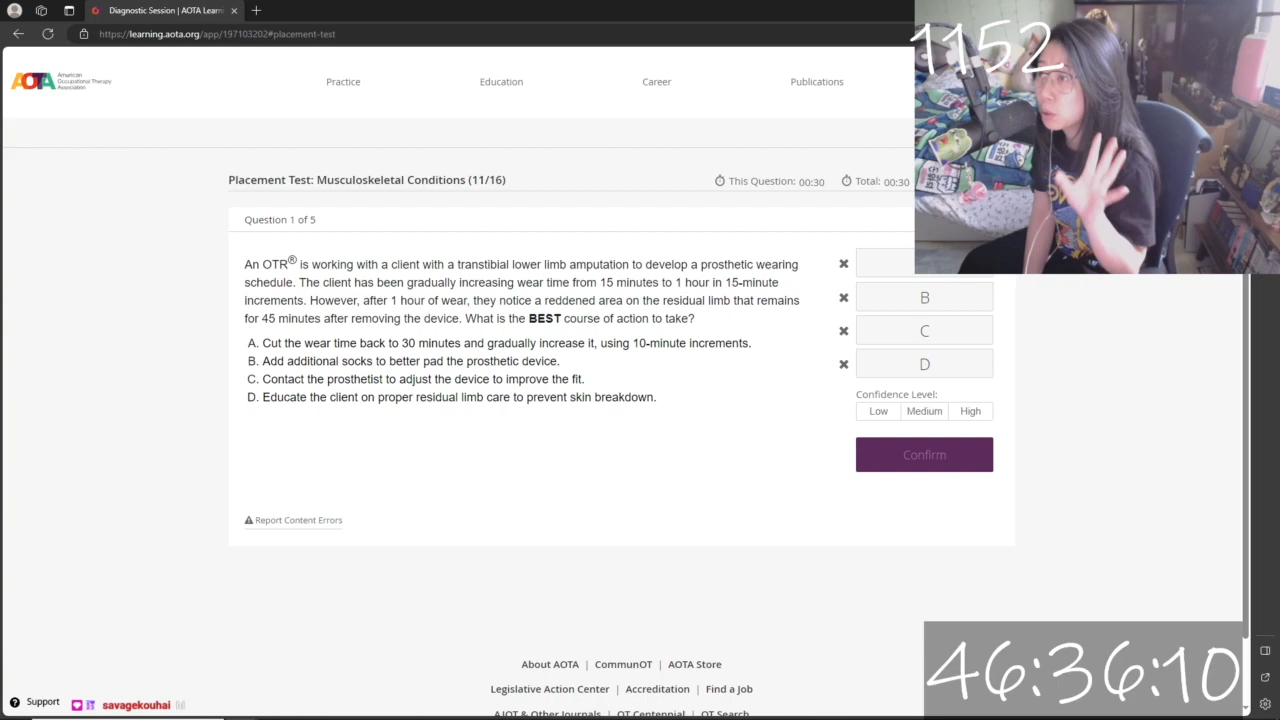 Diagnostic Session | AOTA Learn
https://learning.aota.org/app/197103202#placement-test
1152
AOTA American Occupational Therapy Association
Practice
Education
Career
Publications
Placement Test: Musculoskeletal Conditions (11/16)
This Question: 00:30
Total: 00:30
Question 1 of 5
An OTR® is working with a client with a transtibial lower limb amputation to develop a prosthetic wearing
schedule. The client has been gradually increasing wear time from 15 minutes to 1 hour in 15-minute
increments. However, after 1 hour of wear, they notice a reddened area on the residual limb that remains
for 45 minutes after removing the device. What is the BEST course of action to take?
A. Cut the wear time back to 30 minutes and gradually increase it, using 10-minute increments.
B. Add additional socks to better pad the prosthetic device.
C. Contact the prosthetist to adjust the device to improve the fit.
D. Educate the client on proper residual limb care to prevent skin breakdown.
B
C
D
Confidence Level:
Low
Medium
High
Confirm
Report Content Errors
About AOTA | CommunOT | AOTA Store
Legislative Action Center | Accreditation | Find a Job
AJOT & Other Journals | OT Centennial | OT Search
Support
savagekouhai
46:36:10